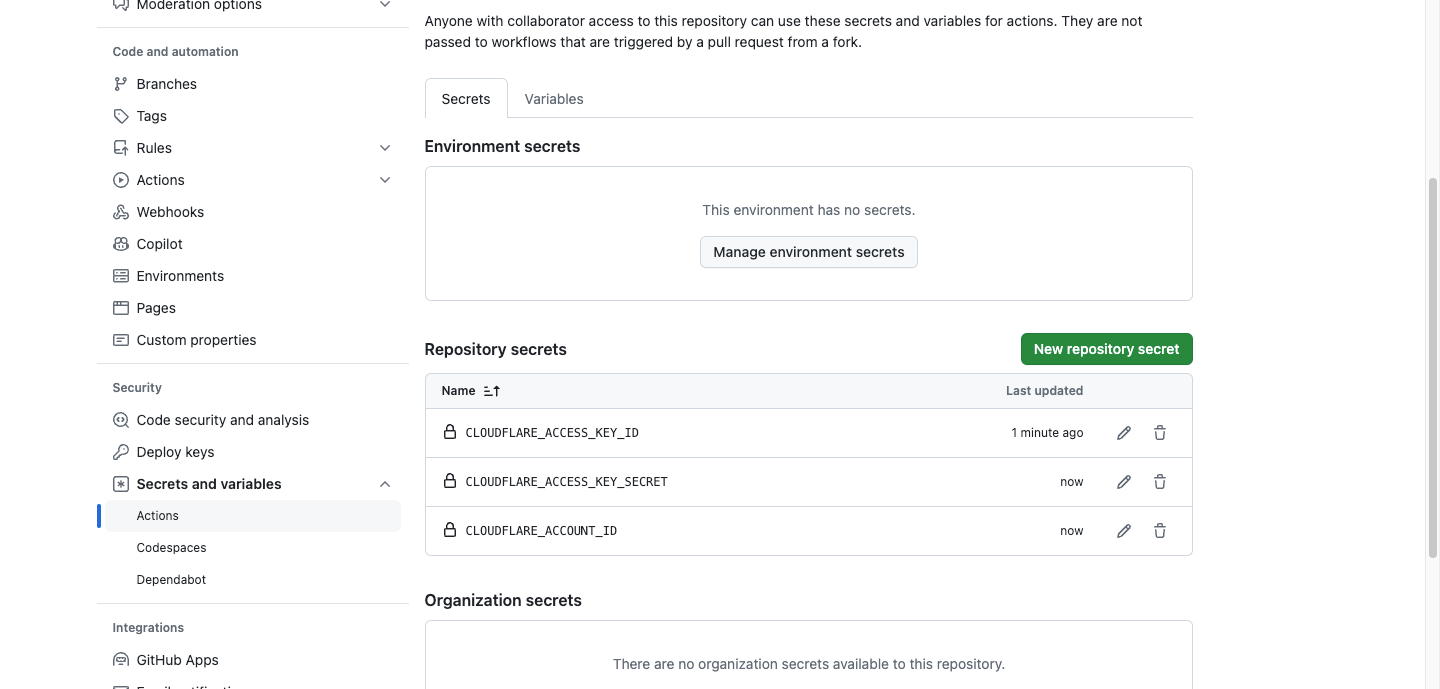 Moderation options
Code and automation
Branches
Tags
Rules
Actions
Webhooks
Copilot
Environments
Pages
Custom properties
Security
Code security and analysis
Deploy keys
Secrets and variables
Actions
Codespaces
Dependabot
Integrations
GitHub Apps
Anyone with collaborator access to this repository can use these secrets and variables for actions. They are not
passed to workflows that are triggered by a pull request from a fork.
Secrets
Variables
Environment secrets
This environment has no secrets.
Manage environment secrets
Repository secrets
New repository secret
Name
Last updated
CLOUDFLARE_ACCESS_KEY_ID
1 minute ago
CLOUDFLARE_ACCESS_KEY_SECRET
now
CLOUDFLARE_ACCOUNT_ID
now
Organization secrets
There are no organization secrets available to this repository.